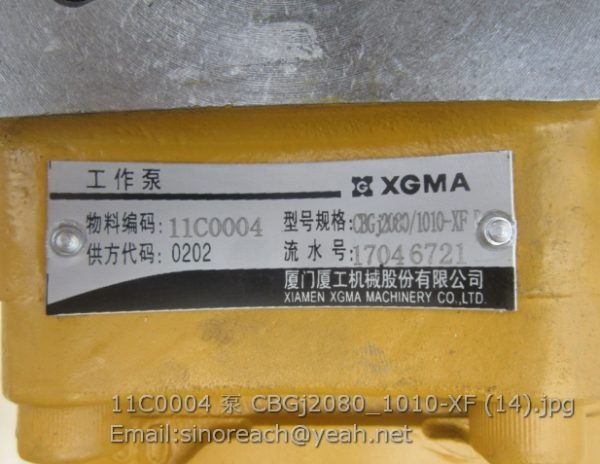 工作泵
XGMA
物料编码: 11C0004 型号规格: CBGj2080/1010-XF
供方代码: 0202 流水号: 17046721
厦门厦工机械股份有限公司
XIAMEN XGMA MACHINERY CO.,LTD.
11C0004 泵 CBGj2080_1010-XF (14).jpg
Email:sinoreach@yeah.net